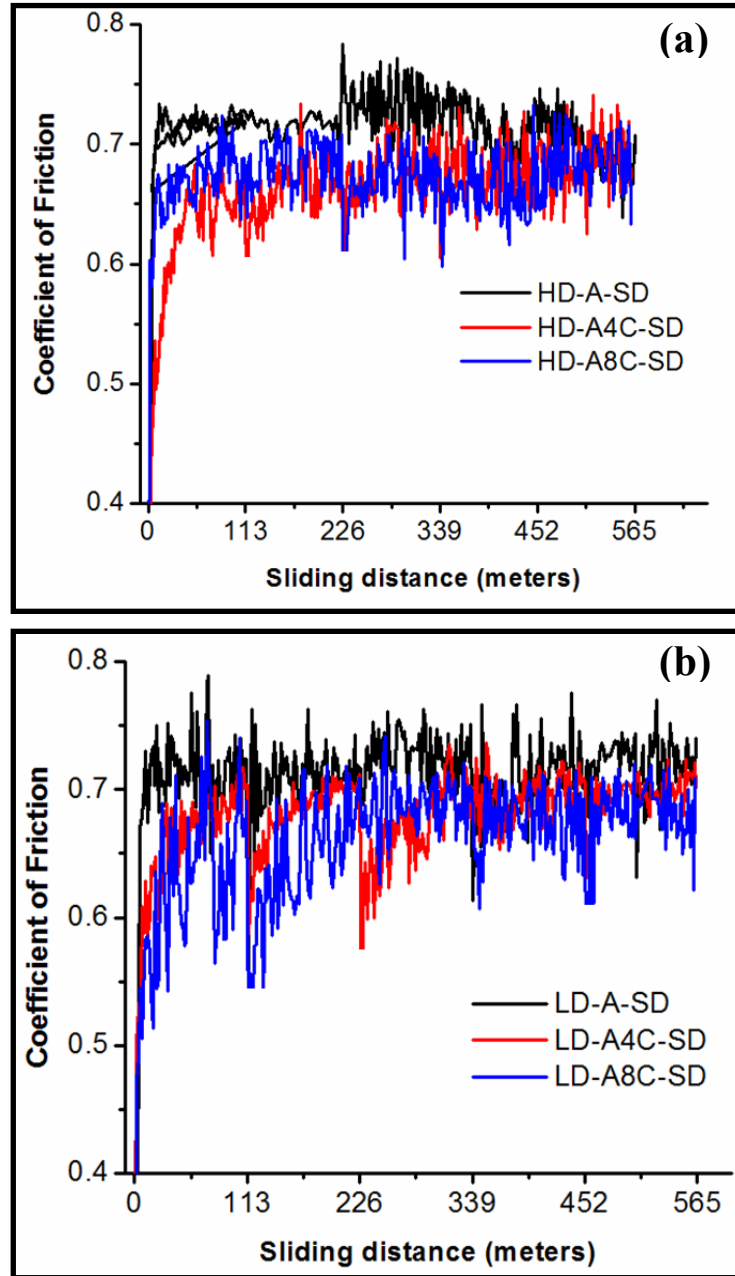 (a)
0.8
0.7
0.6
0.5
0.4
Coefficient of Friction
HD-A-SD
HD-A4C-SD
HD-A8C-SD
0 113 226 339 452 565
Sliding distance (meters)
(b)
0.8
0.7
0.6
0.5
0.4
Coefficient of Friction
LD-A-SD
LD-A4C-SD
LD-A8C-SD
0 113 226 339 452 565
Sliding distance (meters)